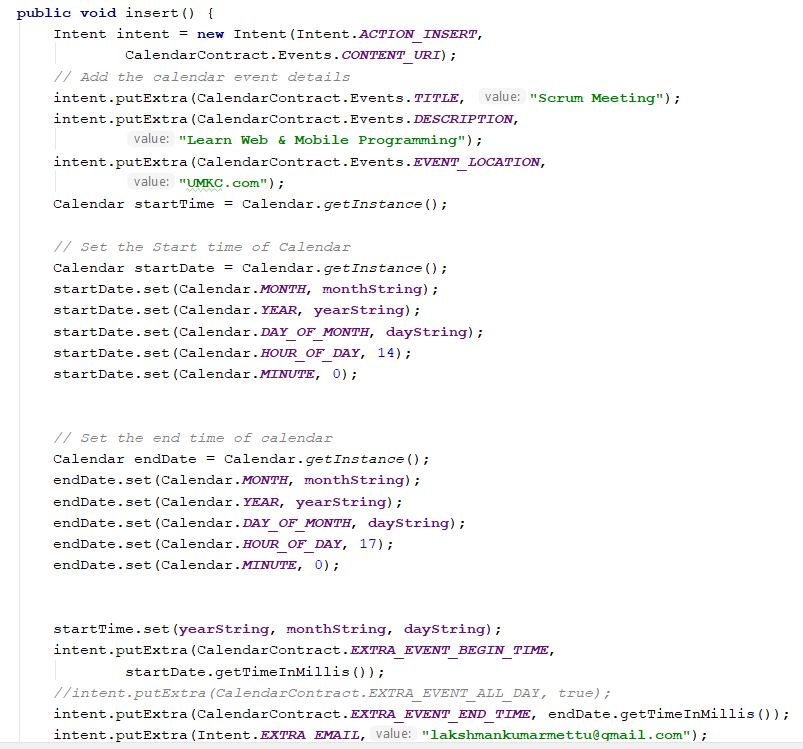 public void insert() {
    Intent intent = new Intent(Intent.ACTION_INSERT,
            CalendarContract.Events.CONTENT_URI);
    // Add the calendar event details
    intent.putExtra(CalendarContract.Events.TITLE, value: "Scrum Meeting");
    intent.putExtra(CalendarContract.Events.DESCRIPTION,
            value: "Learn Web & Mobile Programming");
    intent.putExtra(CalendarContract.Events.EVENT_LOCATION,
            value: "UMKC.com");
    Calendar startTime = Calendar.getInstance();

    // Set the Start time of Calendar
    Calendar startDate = Calendar.getInstance();
    startDate.set(Calendar.MONTH, monthString);
    startDate.set(Calendar.YEAR, yearString);
    startDate.set(Calendar.DAY_OF_MONTH, dayString);
    startDate.set(Calendar.HOUR_OF_DAY, 14);
    startDate.set(Calendar.MINUTE, 0);

    // Set the end time of calendar
    Calendar endDate = Calendar.getInstance();
    endDate.set(Calendar.MONTH, monthString);
    endDate.set(Calendar.YEAR, yearString);
    endDate.set(Calendar.DAY_OF_MONTH, dayString);
    endDate.set(Calendar.HOUR_OF_DAY, 17);
    endDate.set(Calendar.MINUTE, 0);

    startTime.set(yearString, monthString, dayString);
    intent.putExtra(CalendarContract.EXTRA_EVENT_BEGIN_TIME,
            startDate.getTimeInMillis());
    //intent.putExtra(CalendarContract.EXTRA_EVENT_ALL_DAY, true);
    intent.putExtra(CalendarContract.EXTRA_EVENT_END_TIME, endDate.getTimeInMillis());
    intent.putExtra(Intent.EXTRA_EMAIL, value: "lakshmankumarmettu@gmail.com");